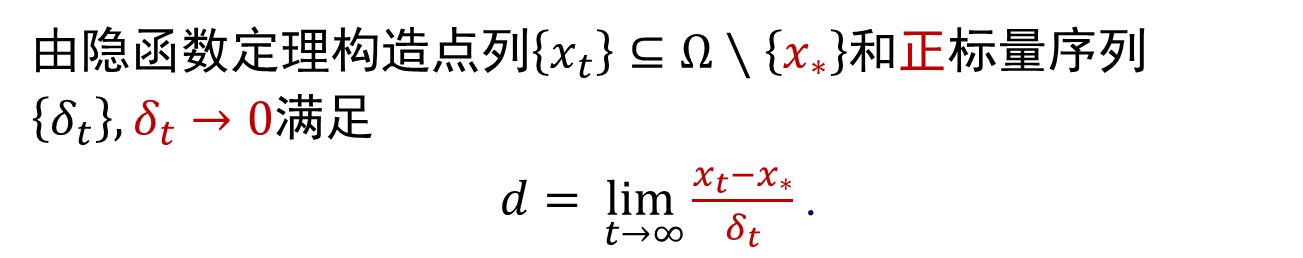 由隐函数定理构造点列{x_t} ⊆ Ω \ {x_*}和正标量序列
{δ_t}, δ_t → 0满足
d = lim_{t→∞} \frac{x_t − x_*}{δ_t} .